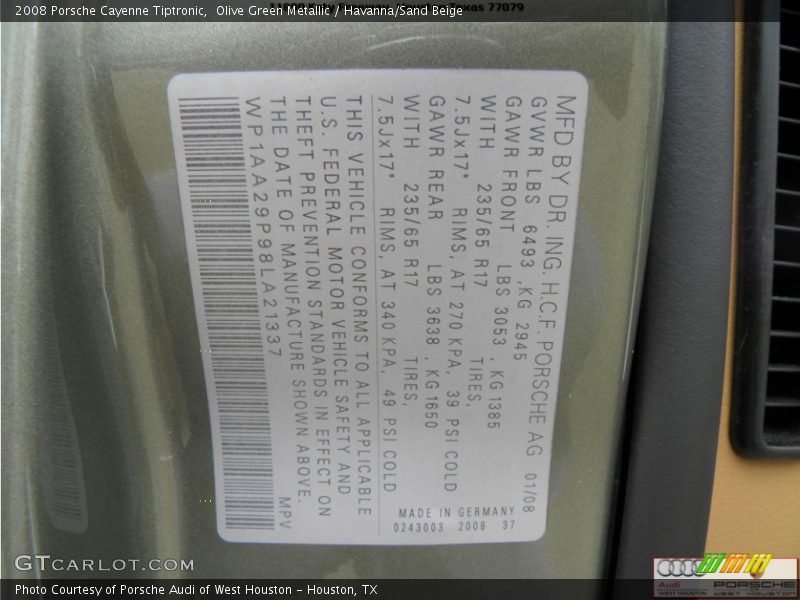 2008 Porsche Cayenne Tiptronic,  Olive Green Metallic / Havanna/Sand Beige
MFD BY DR. ING. H.C.F. PORSCHE AG 01/08
GVWR LBS 6493 ,KG 2945
GAWR FRONT LBS 3053 , KG 1385
WITH 235/65 R17 TIRES,
7.5Jx17" RIMS, AT 270 KPA, 39 PSI COLD
GAWR REAR LBS 3638 , KG 1650
WITH 235/65 R17 TIRES,
7.5Jx17" RIMS, AT 340 KPA, 49 PSI COLD
MADE IN GERMANY
0243003 2008 37
THIS VEHICLE CONFORMS TO ALL APPLICABLE
U.S. FEDERAL MOTOR VEHICLE SAFETY AND
THEFT PREVENTION STANDARDS IN EFFECT ON
THE DATE OF MANUFACTURE SHOWN ABOVE.
WP1AA29P98LA21337 MPV
GTCARLOT.COM
Audi PORSCHE
WEST HOUSTON WEST HOUSTON
Photo Courtesy of Porsche Audi of West Houston - Houston, TX